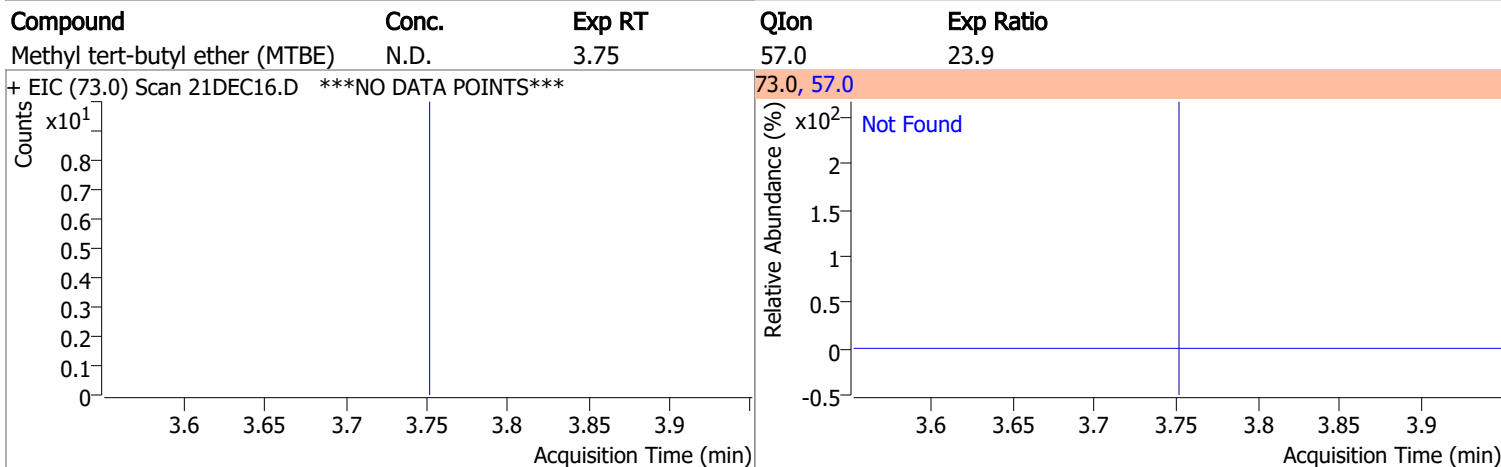 Compound Conc. Exp RT QIon Exp Ratio
Methyl tert-butyl ether (MTBE) N.D. 3.75 57.0 23.9
+ EIC (73.0) Scan 21DEC16.D ***NO DATA POINTS***
Counts
x10^1
0.8
0.7
0.6
0.5
0.4
0.3
0.2
0.1
0
3.6 3.65 3.7 3.75 3.8 3.85 3.9
Acquisition Time (min)
73.0, 57.0
Relative Abundance (%)
x10^2
Not Found
2
1.5
1
0.5
0
-0.5
3.6 3.65 3.7 3.75 3.8 3.85 3.9
Acquisition Time (min)